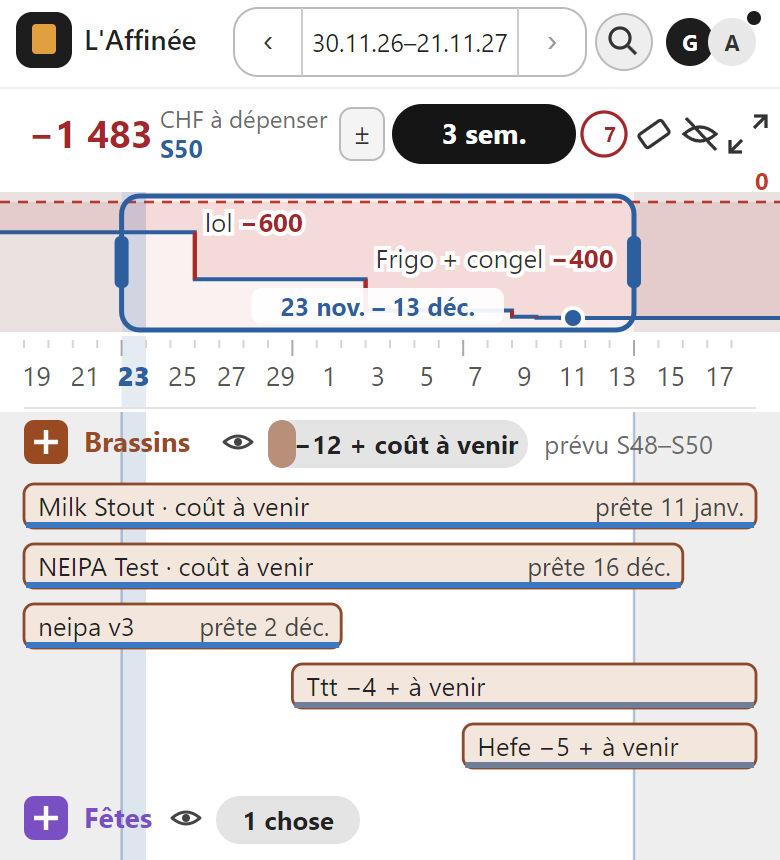 L'Affinée
‹ 30.11.26–21.11.27 ›
G A
−1 483 CHF à dépenser
S50
±
3 sem.
7
0
lol −600
Frigo + congel −400
23 nov. – 13 déc.
19 21 23 25 27 29 1 3 5 7 9 11 13 15 17
Brassins −12 + coût à venir prévu S48–S50
Milk Stout · coût à venir prête 11 janv.
NEIPA Test · coût à venir prête 16 déc.
neipa v3 prête 2 déc.
Ttt −4 + à venir
Hefe −5 + à venir
Fêtes 1 chose